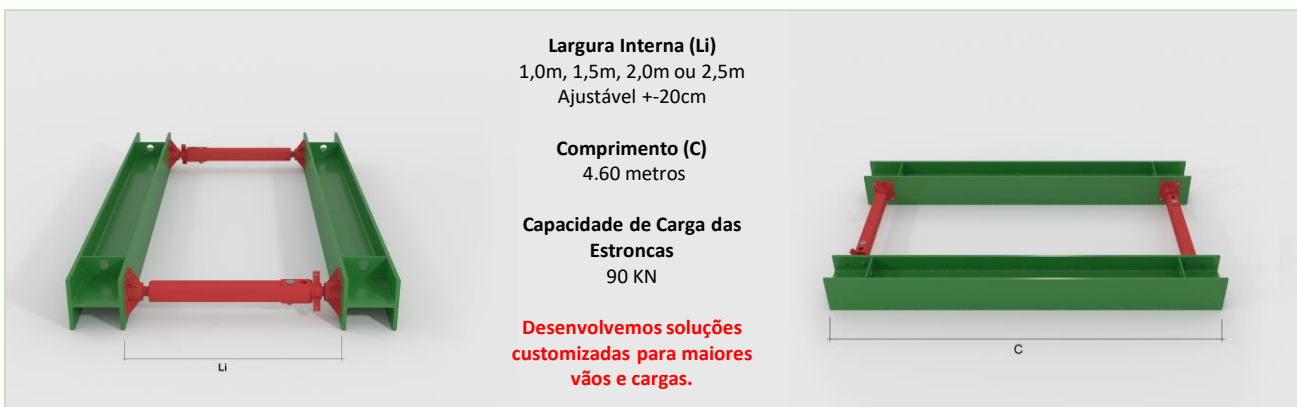 Largura Interna (Li)
1,0m, 1,5m, 2,0m ou 2,5m
Ajustável +-20cm
Comprimento (C)
4.60 metros
Capacidade de Carga das
Estroncas
90 KN
Desenvolvemos soluções
customizadas para maiores
vãos e cargas.
Li
C